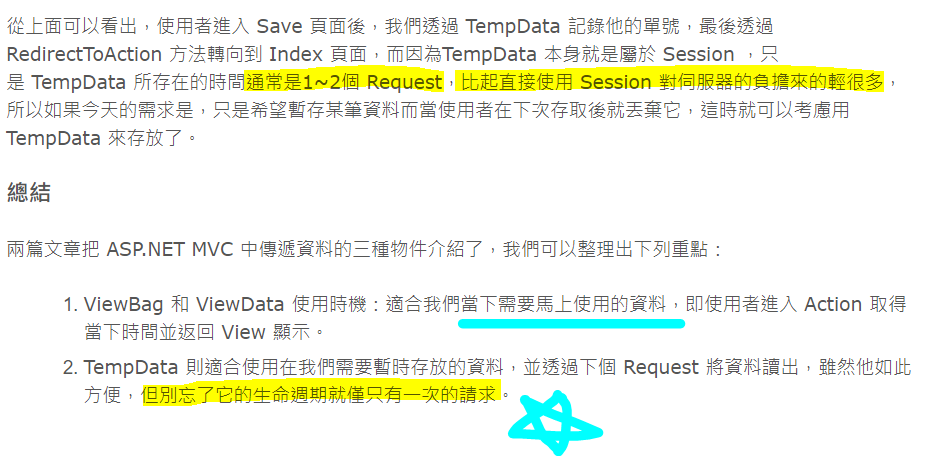 從上面可以看出，使用者進入 Save 頁面後，我們透過 TempData 記錄他的單號，最後透過
RedirectToAction 方法轉向到 Index 頁面，而因為TempData 本身就是屬於 Session ，只
是 TempData 所存在的時間通常是1~2個 Request，比起直接使用 Session 對伺服器的負擔來的輕很多，
所以如果今天的需求是，只是希望暫存某筆資料而當使用者在下次存取後就丟棄它，這時就可以考慮用
TempData 來存放了。
總結
兩篇文章把 ASP.NET MVC 中傳遞資料的三種物件介紹了，我們可以整理出下列重點：
1. ViewBag 和 ViewData 使用時機：適合我們當下需要馬上使用的資料，即使用者進入 Action 取得
當下時間並返回 View 顯示。
2. TempData 則適合使用在我們需要暫時存放的資料，並透過下個 Request 將資料讀出，雖然他如此
方便，但別忘了它的生命週期就僅只有一次的請求。